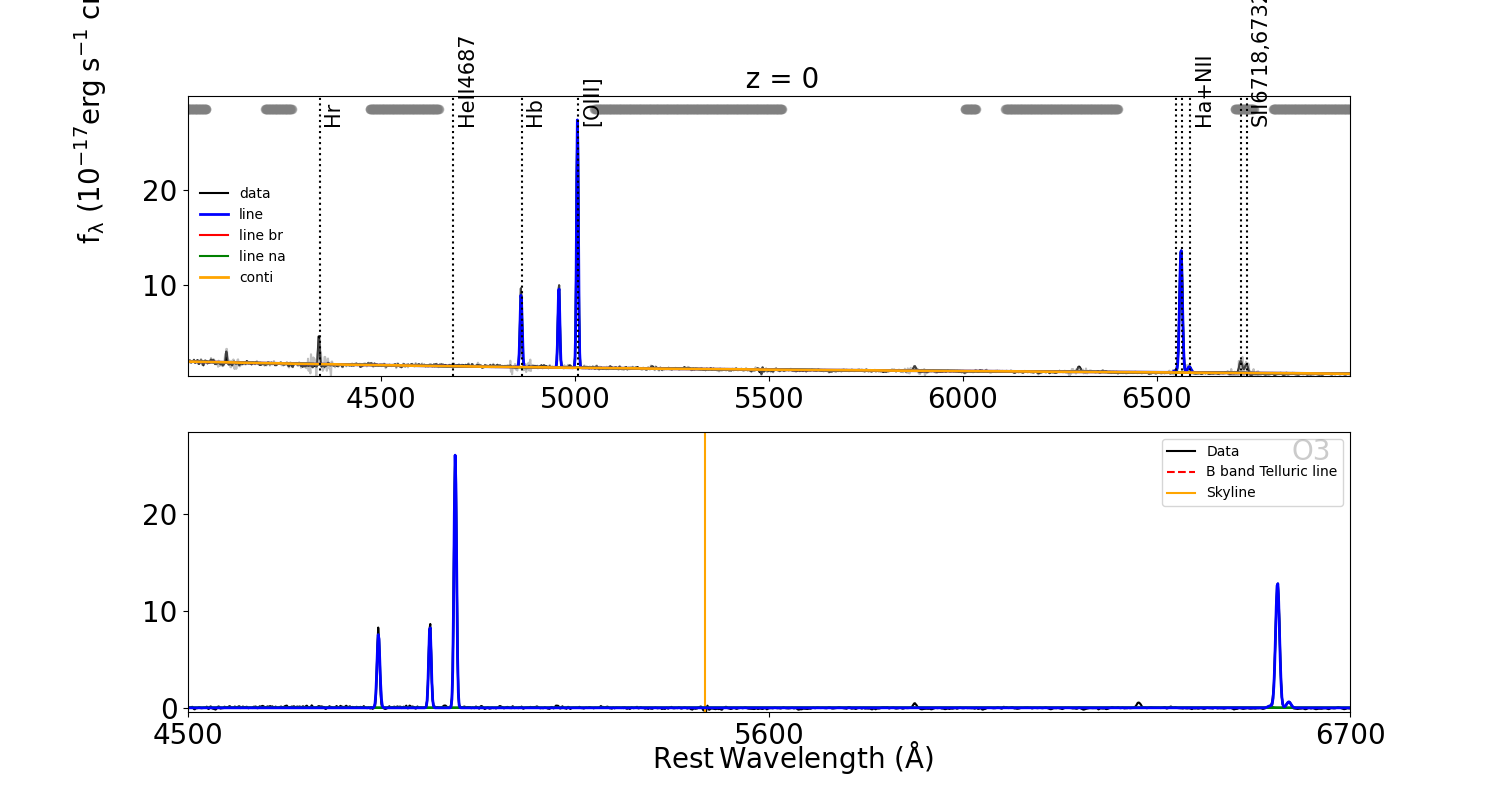 z = 0
f_λ (10^−17 erg s^−1
Hr
HeII4687
Hb
[OIII]
Ha+NII
SII6718,6732
20
10
data
line
line br
line na
conti
4500 5000 5500 6000 6500
O3
Data
B band Telluric line
Skyline
20
10
0
4500 5600 6700
Rest Wavelength (Å)